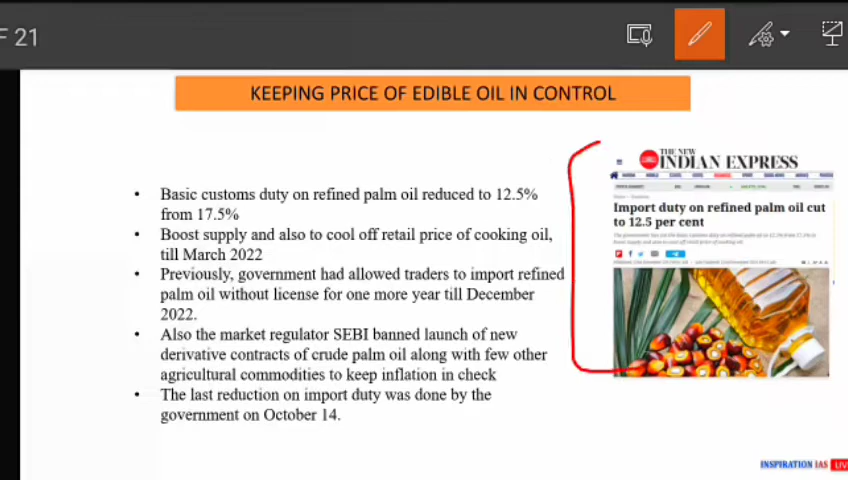 F 21
KEEPING PRICE OF EDIBLE OIL IN CONTROL
• Basic customs duty on refined palm oil reduced to 12.5%
from 17.5%
• Boost supply and also to cool off retail price of cooking oil,
till March 2022
• Previously, government had allowed traders to import refined
palm oil without license for one more year till December
2022.
• Also the market regulator SEBI banned launch of new
derivative contracts of crude palm oil along with few other
agricultural commodities to keep inflation in check
• The last reduction on import duty was done by the
government on October 14.
THE NEW
INDIAN EXPRESS
Import duty on refined palm oil cut
to 12.5 per cent
INSPIRATION IAS LIV